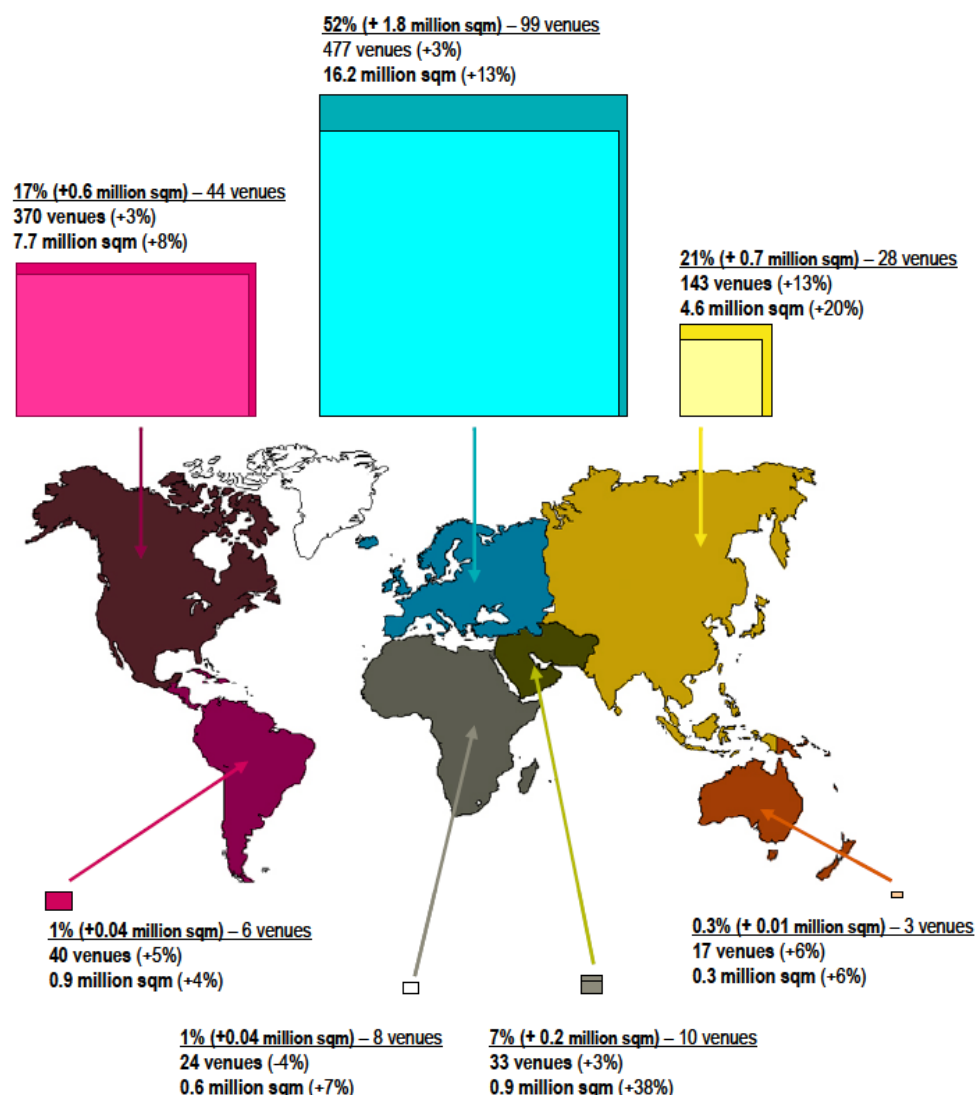 52% (+ 1.8 million sqm) – 99 venues
477 venues (+3%)
16.2 million sqm (+13%)
17% (+0.6 million sqm) – 44 venues
370 venues (+3%)
7.7 million sqm (+8%)
21% (+ 0.7 million sqm) – 28 venues
143 venues (+13%)
4.6 million sqm (+20%)
1% (+0.04 million sqm) – 6 venues
40 venues (+5%)
0.9 million sqm (+4%)
0.3% (+ 0.01 million sqm) – 3 venues
17 venues (+6%)
0.3 million sqm (+6%)
1% (+0.04 million sqm) – 8 venues
24 venues (-4%)
0.6 million sqm (+7%)
7% (+ 0.2 million sqm) – 10 venues
33 venues (+3%)
0.9 million sqm (+38%)